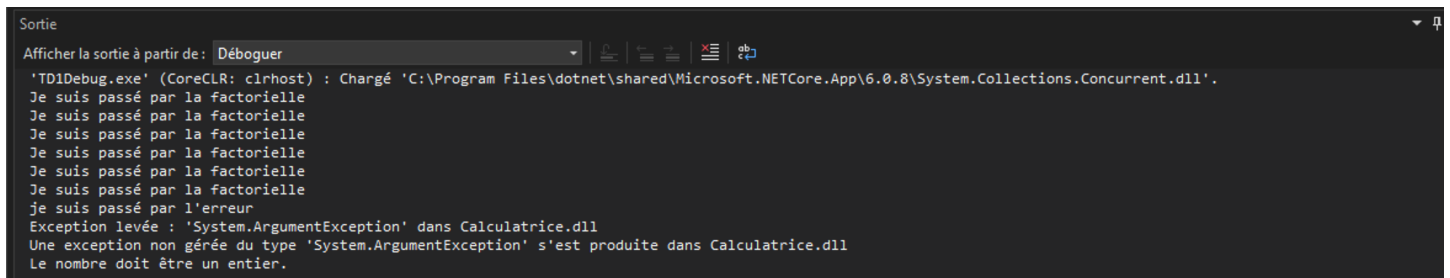 Sortie
Afficher la sortie à partir de : Déboguer
'TD1Debug.exe' (CoreCLR: clrhost) : Chargé 'C:\Program Files\dotnet\shared\Microsoft.NETCore.App\6.0.8\System.Collections.Concurrent.dll'.
Je suis passé par la factorielle
Je suis passé par la factorielle
Je suis passé par la factorielle
Je suis passé par la factorielle
Je suis passé par la factorielle
Je suis passé par la factorielle
je suis passé par l'erreur
Exception levée : 'System.ArgumentException' dans Calculatrice.dll
Une exception non gérée du type 'System.ArgumentException' s'est produite dans Calculatrice.dll
Le nombre doit être un entier.